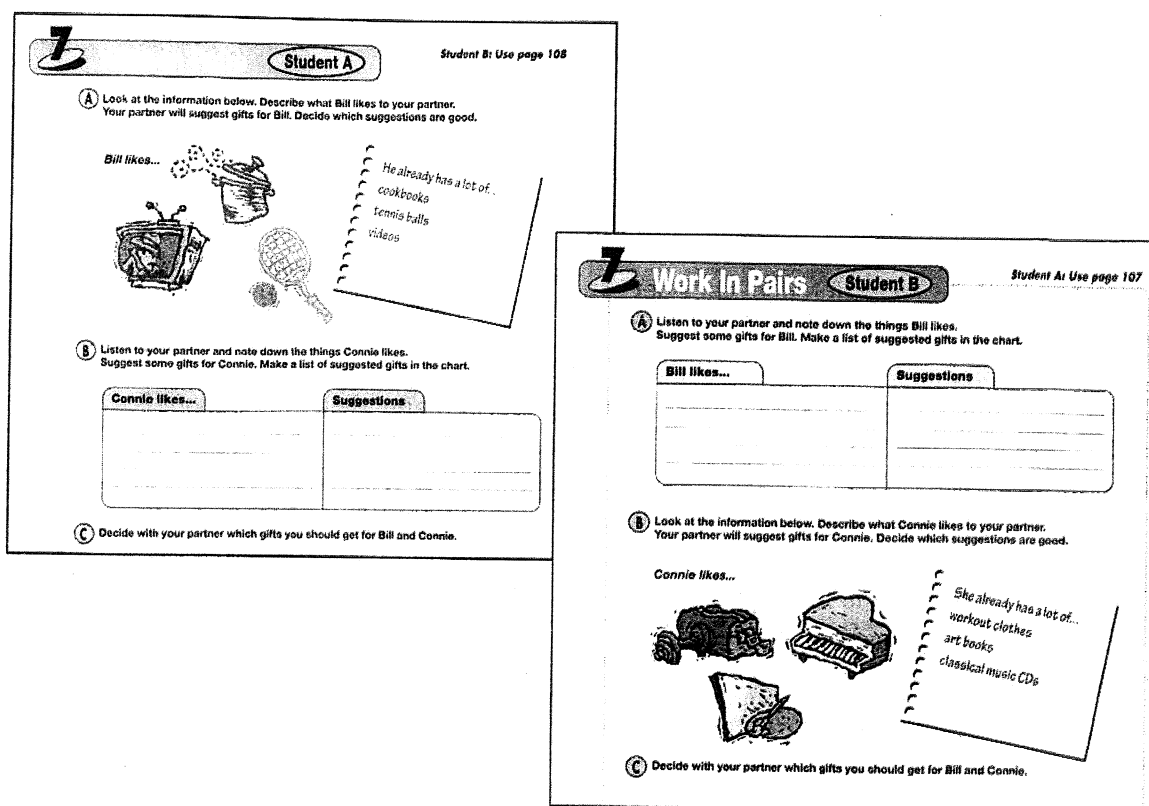 7
Student A
Student B: Use page 108
A Look at the information below. Describe what Bill likes to your partner.
Your partner will suggest gifts for Bill. Decide which suggestions are good.
Bill likes...
He already has a lot of...
cookbooks
tennis balls
videos
B Listen to your partner and note down the things Connie likes.
Suggest some gifts for Connie. Make a list of suggested gifts in the chart.
Connie likes...
Suggestions
C Decide with your partner which gifts you should get for Bill and Connie.
7
Work In Pairs
Student B
Student A: Use page 107
A Listen to your partner and note down the things Bill likes.
Suggest some gifts for Bill. Make a list of suggested gifts in the chart.
Bill likes...
Suggestions
B Look at the information below. Describe what Connie likes to your partner.
Your partner will suggest gifts for Connie. Decide which suggestions are good.
Connie likes...
She already has a lot of...
workout clothes
art books
classical music CDs
C Decide with your partner which gifts you should get for Bill and Connie.